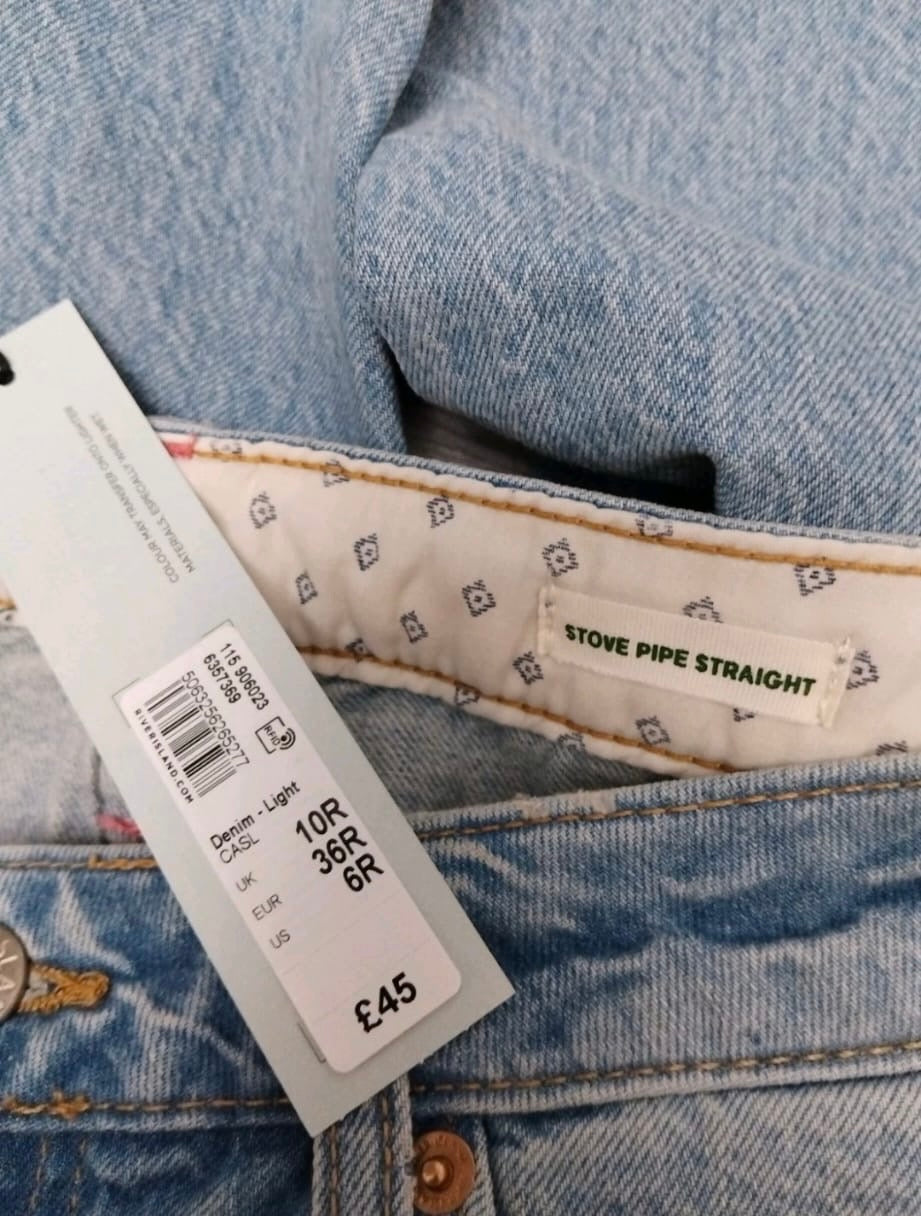 COLOUR MAY TRANSFER ONTO LIGHTER
MATERIALS, ESPECIALLY WHEN WET.
115 906023
6357369
5063256265277
RIVERISLAND.COM
RFID
Denim - Light
CASL
UK 10R
EUR 36R
US 6R
£45
STOVE PIPE STRAIGHT